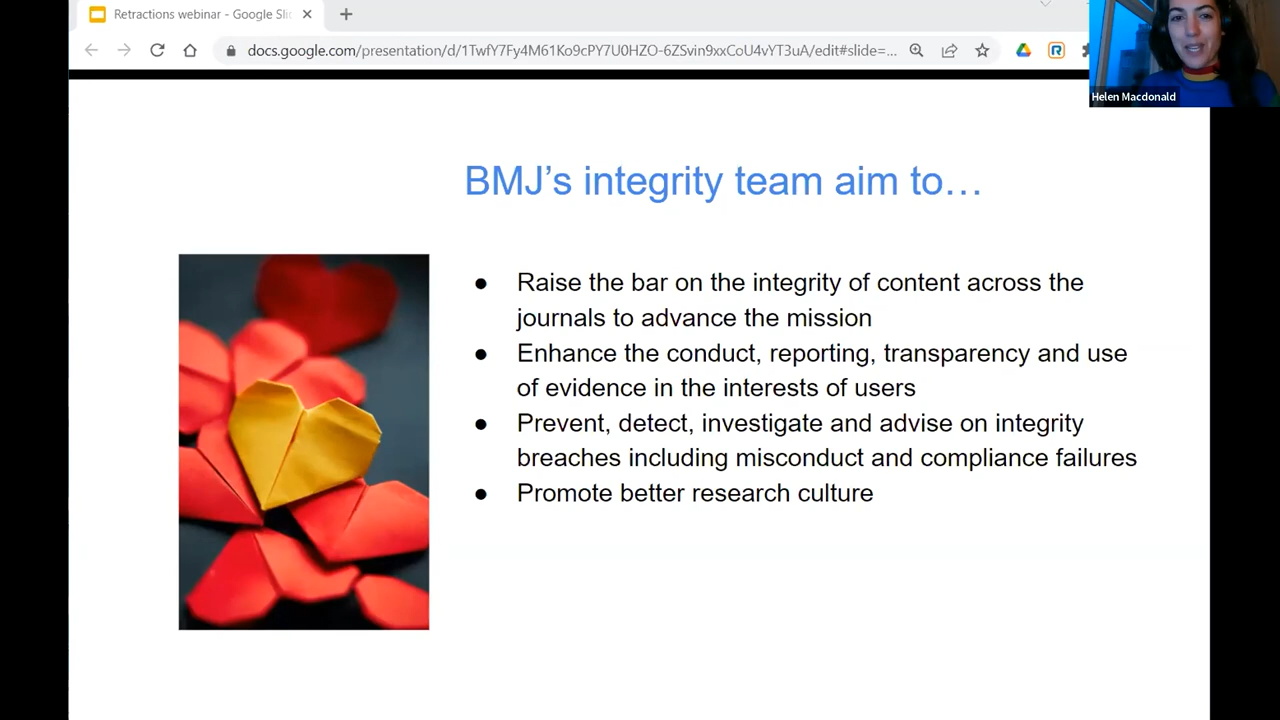 Retractions webinar - Google Sli
docs.google.com/presentation/d/1TwfY7Fy4M61Ko9cPY7U0HZO-6ZSvin9xxCoU4vYT3uA/edit#slide=...
Helen Macdonald
BMJ’s integrity team aim to…
● Raise the bar on the integrity of content across the
journals to advance the mission
● Enhance the conduct, reporting, transparency and use
of evidence in the interests of users
● Prevent, detect, investigate and advise on integrity
breaches including misconduct and compliance failures
● Promote better research culture